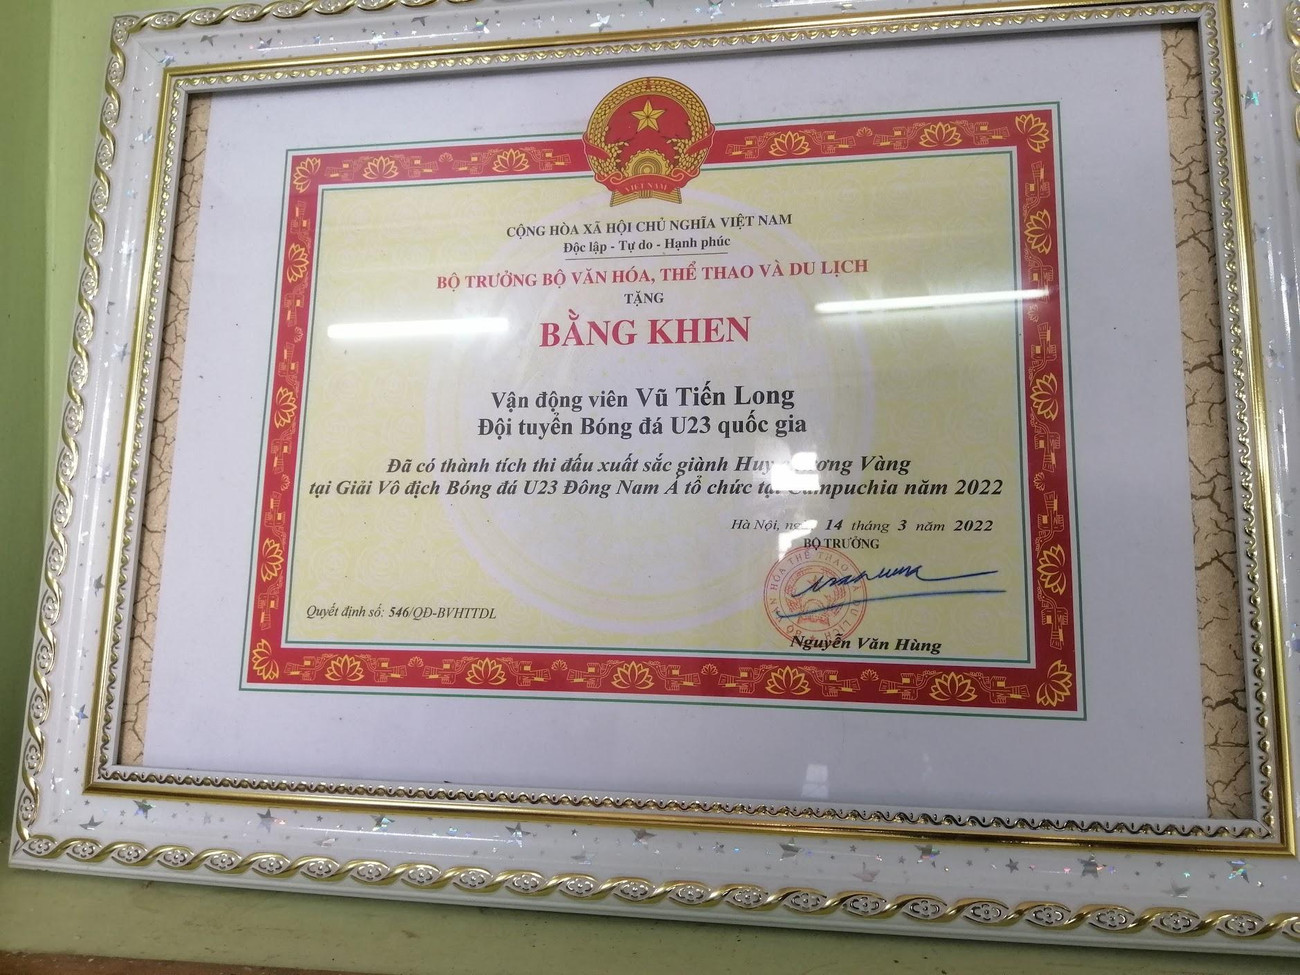 VIỆT NAM
CỘNG HÒA XÃ HỘI CHỦ NGHĨA VIỆT NAM
Độc lập - Tự do - Hạnh phúc
BỘ TRƯỞNG BỘ VĂN HÓA, THỂ THAO VÀ DU LỊCH
TẶNG
BẰNG KHEN
Vận động viên Vũ Tiến Long
Đội tuyển Bóng đá U23 quốc gia
Đã có thành tích thi đấu xuất sắc giành Huy Chương Vàng
tại Giải Vô địch Bóng đá U23 Đông Nam Á tổ chức tại Campuchia năm 2022
Hà Nội, ngày 14 tháng 3 năm 2022
BỘ TRƯỞNG
Quyết định số: 546/QĐ-BVHTTDL
Nguyễn Văn Hùng